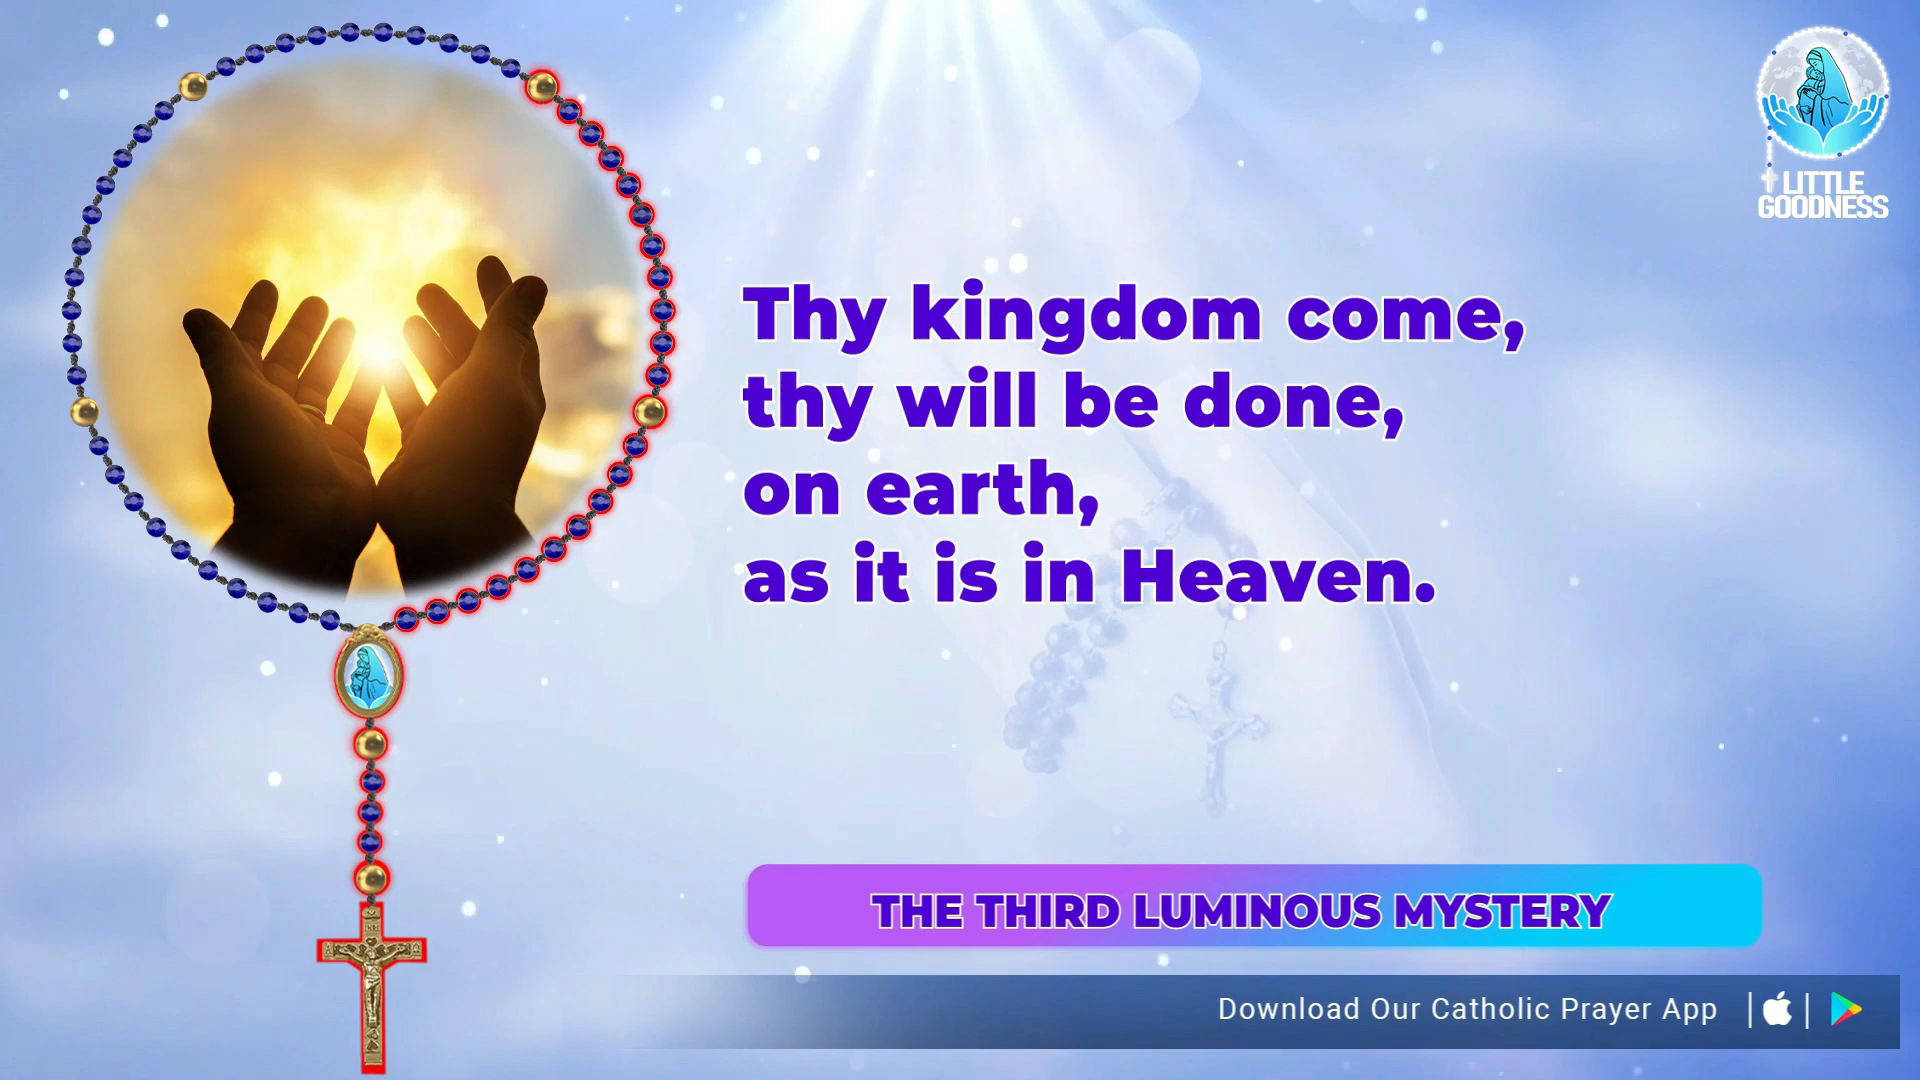 LITTLE
GOODNESS
Thy kingdom come,
thy will be done,
on earth,
as it is in Heaven.
THE THIRD LUMINOUS MYSTERY
Download Our Catholic Prayer App
INRI